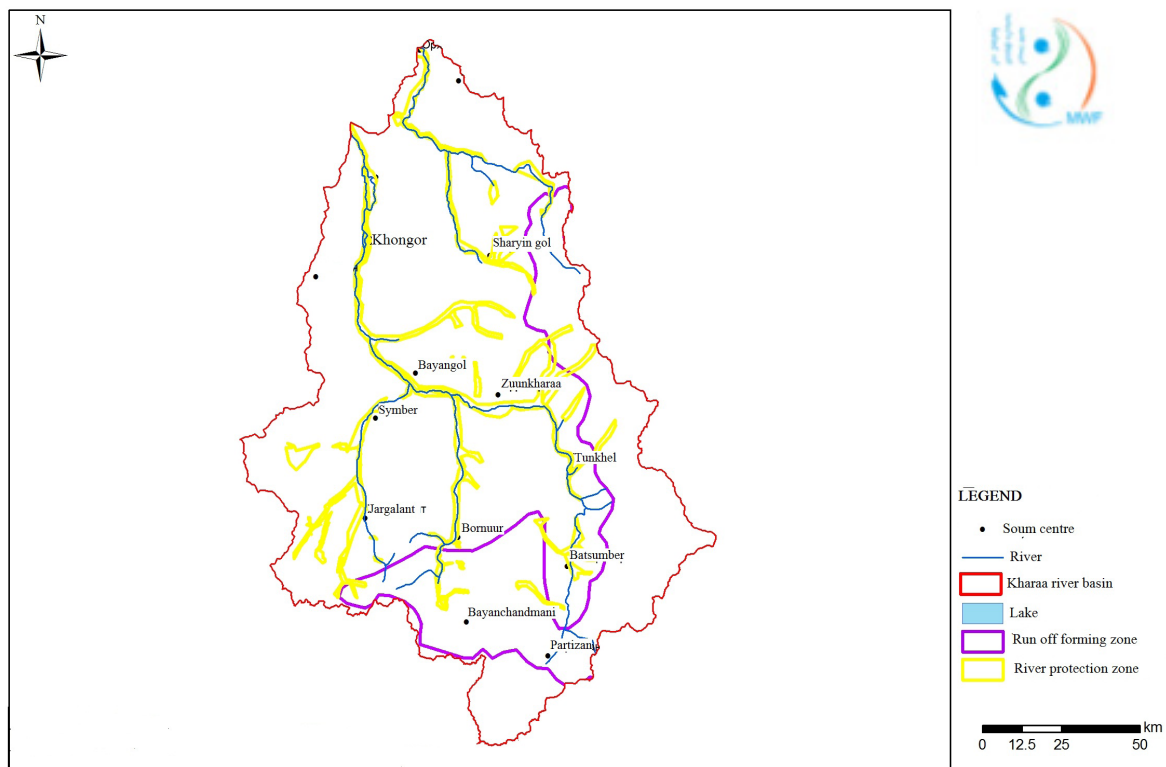 N
MWF
Khongor
Sharyin gol
Bayangol
Zuunkharaa
Symber
Tunkhel
Jargalant т
Bornuur
Batsumber
Bayanchandmani
Partizan
LEGEND
Soum centre
River
Kharaa river basin
Lake
Run off forming zone
River protection zone
km
0 12.5 25 50